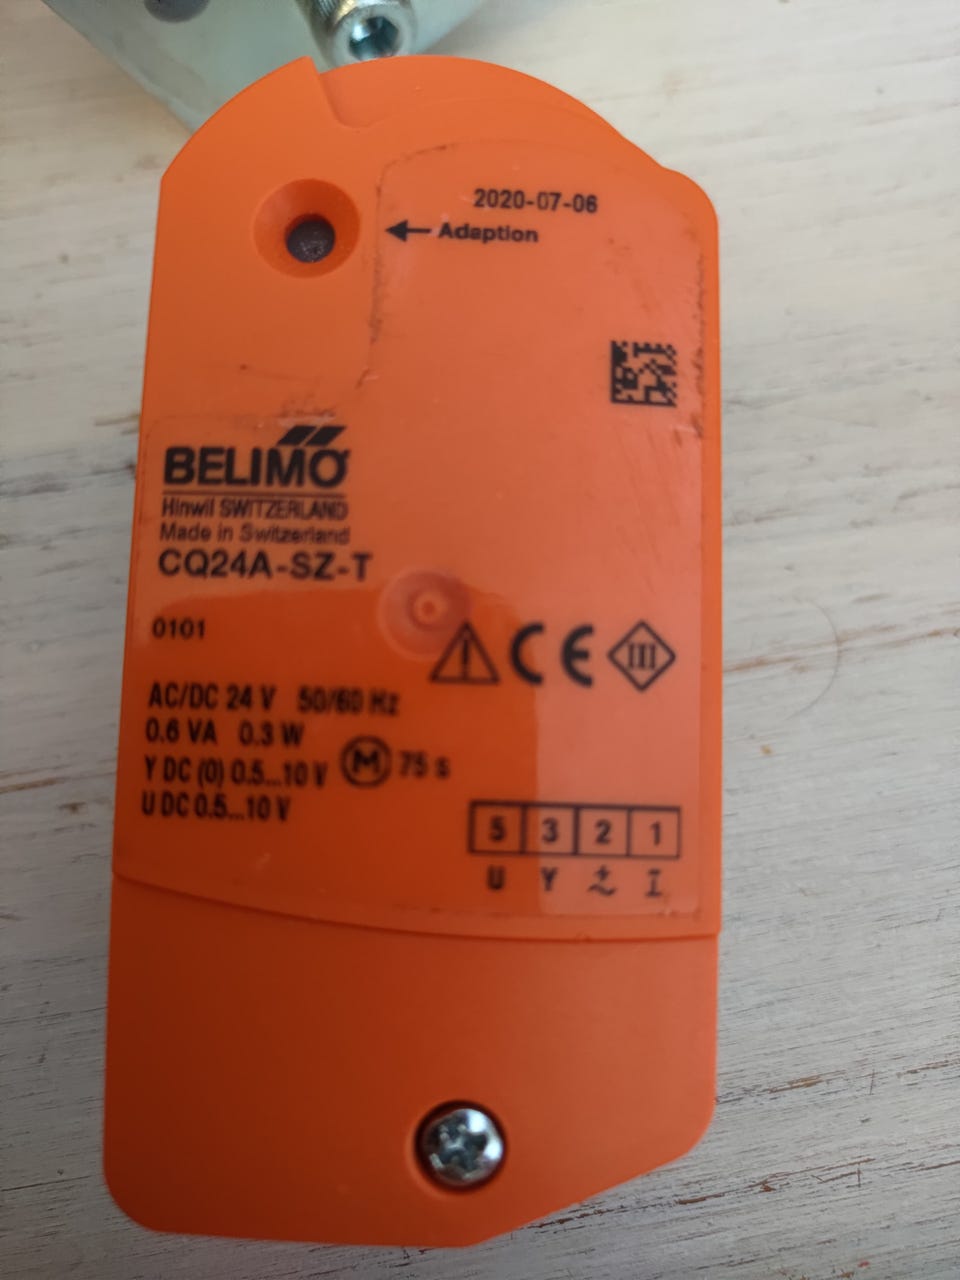 2020-07-06
Adaption
BELIMO
Hinwil SWITZERLAND
Made in Switzerland
CQ24A-SZ-T
0101
CE III
AC/DC 24 V 50/60 Hz
0.6 VA 0.3 W
Y DC (0) 0.5...10 V M 75 s
U DC 0.5...10 V
5 3 2 1
U Y